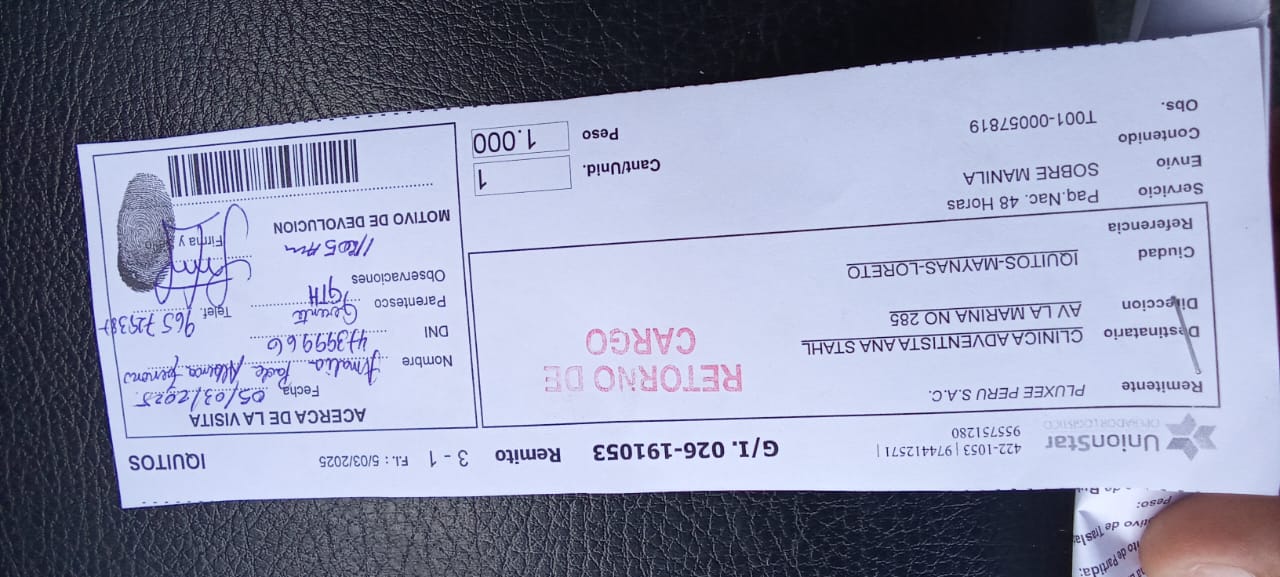 UnionStar
OPERADOR LOGISTICO
422-1053 | 974412571 |
955751280
G/I. 026-191053
Remito 3 - 1
F.I.: 5/03/2025
IQUITOS
Remitente PLUXEE PERU S.A.C.
Destinatario CLINICA ADVENTISTA ANA STAHL
Direccion AV LA MARINA NO 285
Ciudad IQUITOS-MAYNAS-LORETO
Referencia
RETORNO DE
CARGO
Servicio Paq.Nac. 48 Horas
Envio SOBRE MANILA
Contenido
T001-00057819
Obs.
Cant/Unid. 1
Peso 1.000
ACERCA DE LA VISITA
Fecha 05/03/2025
Nombre Amalia
DNI 47399966
Parentesco Gerente GTH
Telef.
Observaciones 11:05 Am
Firma y
MOTIVO DE DEVOLUCION
Peso: